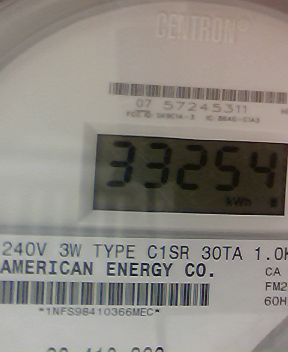 CENTRON®
07 57245311
33254
kWh
240V 3W TYPE C1SR 30TA 1.0K
AMERICAN ENERGY CO.
CA
FM2
60H
*1NFS98410366MEC*